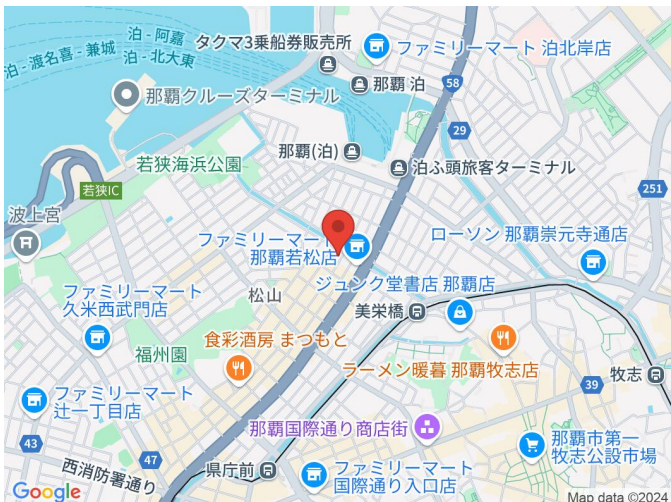 タクマ3乗船券販売所
ファミリーマート 泊北岸店
泊 - 阿嘉
泊 - 渡名喜 - 兼城
泊 - 北大東
58
那覇 泊
那覇クルーズターミナル
29
那覇(泊)
若狭海浜公園
泊ふ頭旅客ターミナル
251
若狭IC
波上宮
ファミリーマート
那覇若松店
ローソン 那覇崇元寺通店
ジュンク堂書店 那覇店
松山
ファミリーマート
久米西武門店
美栄橋
食彩酒房 まつもと
福州園
ラーメン暖暮 那覇牧志店
牧志
39
ファミリーマート
辻一丁目店
那覇国際通り商店街
43
47
那覇市第一
牧志公設市場
西消防署通り
県庁前
ファミリーマート
国際通り入口店
Google
Map data ©2024